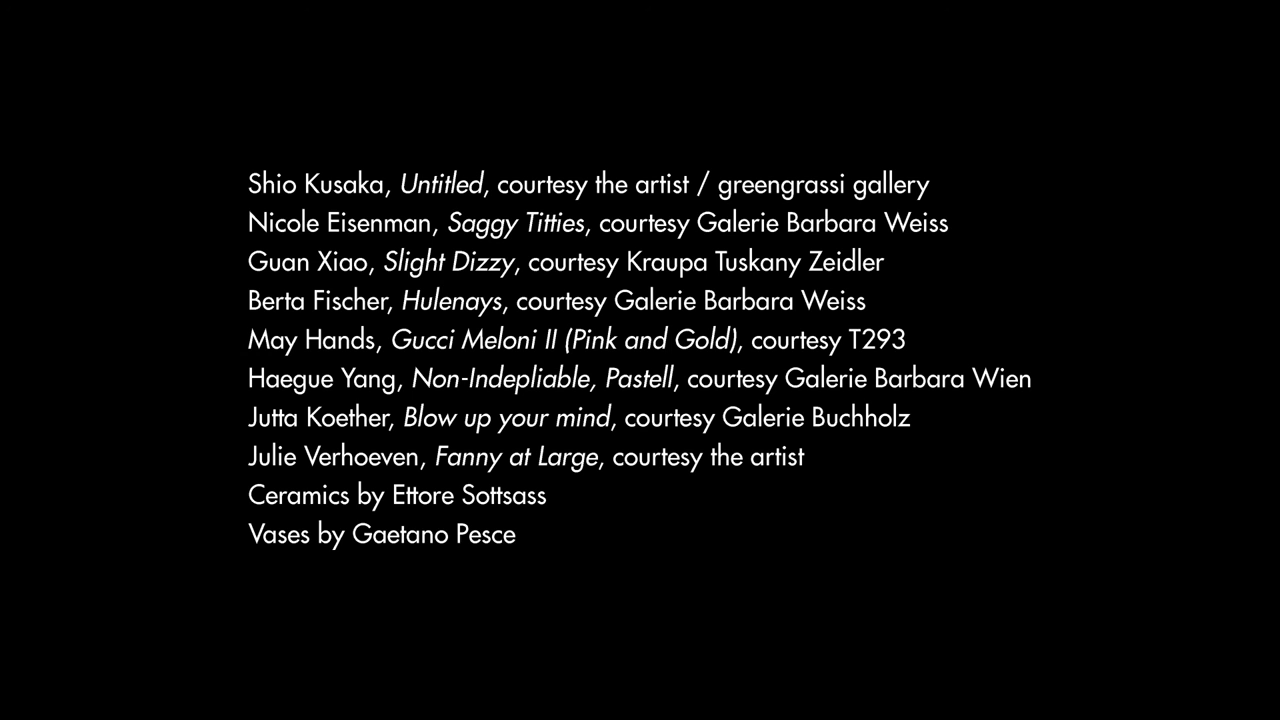 Shio Kusaka, Untitled, courtesy the artist / greengrassi gallery
Nicole Eisenman, Saggy Titties, courtesy Galerie Barbara Weiss
Guan Xiao, Slight Dizzy, courtesy Kraupa Tuskany Zeidler
Berta Fischer, Hulenays, courtesy Galerie Barbara Weiss
May Hands, Gucci Meloni II (Pink and Gold), courtesy T293
Haegue Yang, Non-Indepliable, Pastell, courtesy Galerie Barbara Wien
Jutta Koether, Blow up your mind, courtesy Galerie Buchholz
Julie Verhoeven, Fanny at Large, courtesy the artist
Ceramics by Ettore Sottsass
Vases by Gaetano Pesce